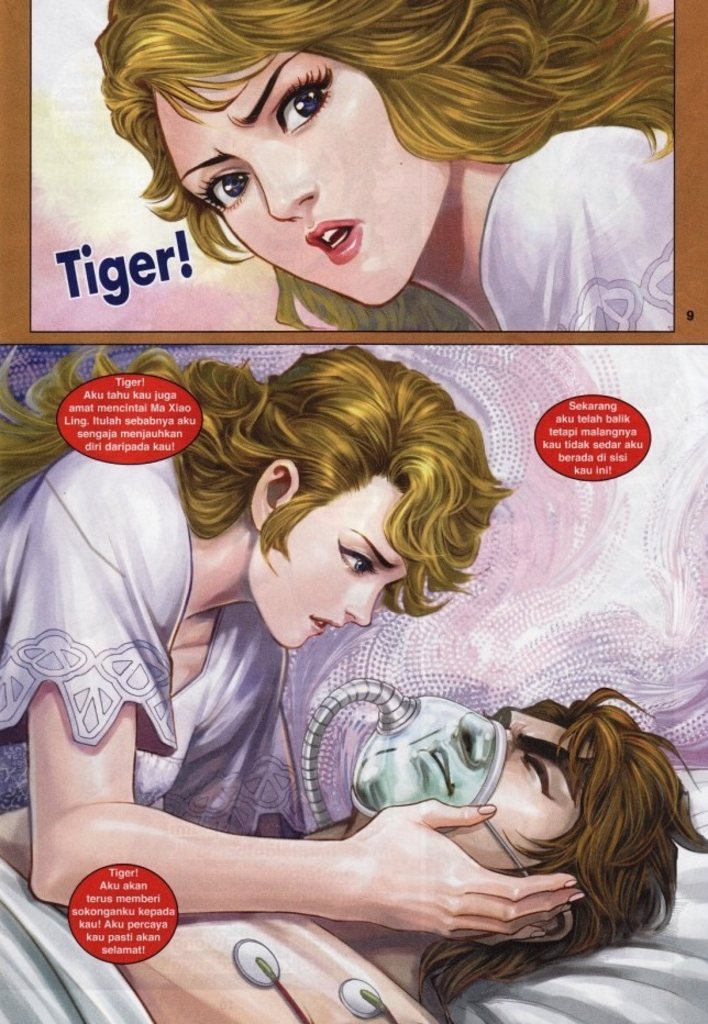 Tiger!
9
Tiger!
Aku tahu kau juga
amat mencintai Ma Xiao
Ling. Itulah sebabnya aku
sengaja menjauhkan
diri daripada kau!
Sekarang
aku telah balik
tetapi malangnya
kau tidak sedar aku
berada di sisi
kau ini!
Tiger!
Aku akan
terus memberi
sokonganku kepada
kau! Aku percaya
kau pasti akan
selamat!